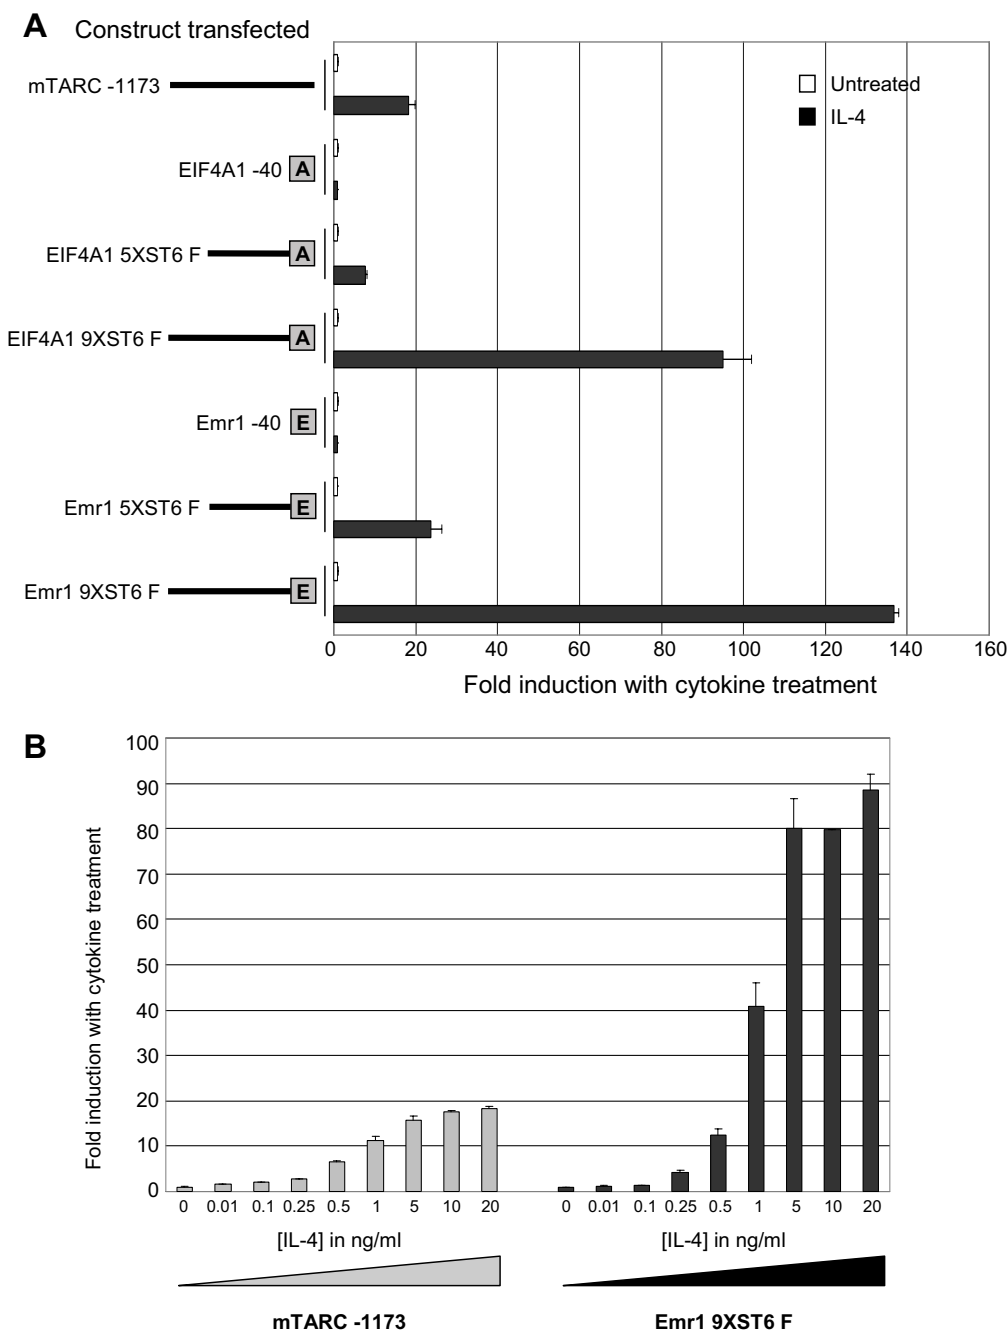 A Construct transfected
Untreated
IL-4
mTARC -1173
EIF4A1 -40 A
EIF4A1 5XST6 F A
EIF4A1 9XST6 F A
Emr1 -40 E
Emr1 5XST6 F E
Emr1 9XST6 F E
0 20 40 60 80 100 120 140 160
Fold induction with cytokine treatment
B
Fold induction with cytokine treatment
100
90
80
70
60
50
40
30
20
10
0
0 0.01 0.1 0.25 0.5 1 5 10 20 0 0.01 0.1 0.25 0.5 1 5 10 20
[IL-4] in ng/ml [IL-4] in ng/ml
mTARC -1173 Emr1 9XST6 F